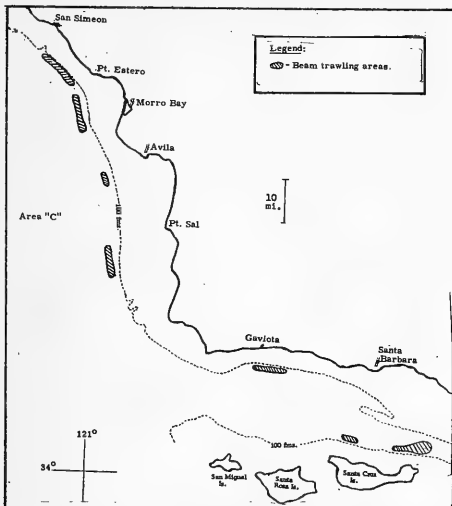 San Simeon
Legend:
- Beam trawling areas.
Pt. Estero
Morro Bay
Avila
10
mi.
Area "C"
Pt. Sal
Gaviota
Santa
Barbara
121°
100 fms.
34°
San Miguel
Is.
Santa
Rosa Is.
Santa Cruz
Is.